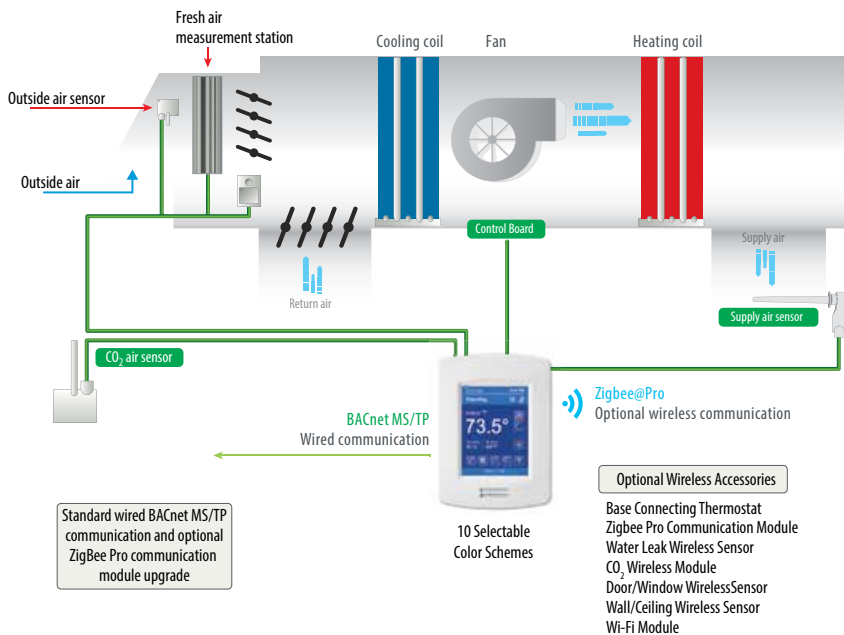 Fresh air
measurement station
Cooling coil
Fan
Heating coil
Outside air sensor
Outside air
Control Board
Supply air
Return air
Supply air sensor
CO₂ air sensor
Zigbee@Pro
Optional wireless communication
BACnet MS/TP
Wired communication
73.5°
Optional Wireless Accessories
Base Connecting Thermostat
Zigbee Pro Communication Module
Water Leak Wireless Sensor
CO₂ Wireless Module
Door/Window WirelessSensor
Wall/Ceiling Wireless Sensor
Wi-Fi Module
Standard wired BACnet MS/TP
communication and optional
ZigBee Pro communication
module upgrade
10 Selectable
Color Schemes